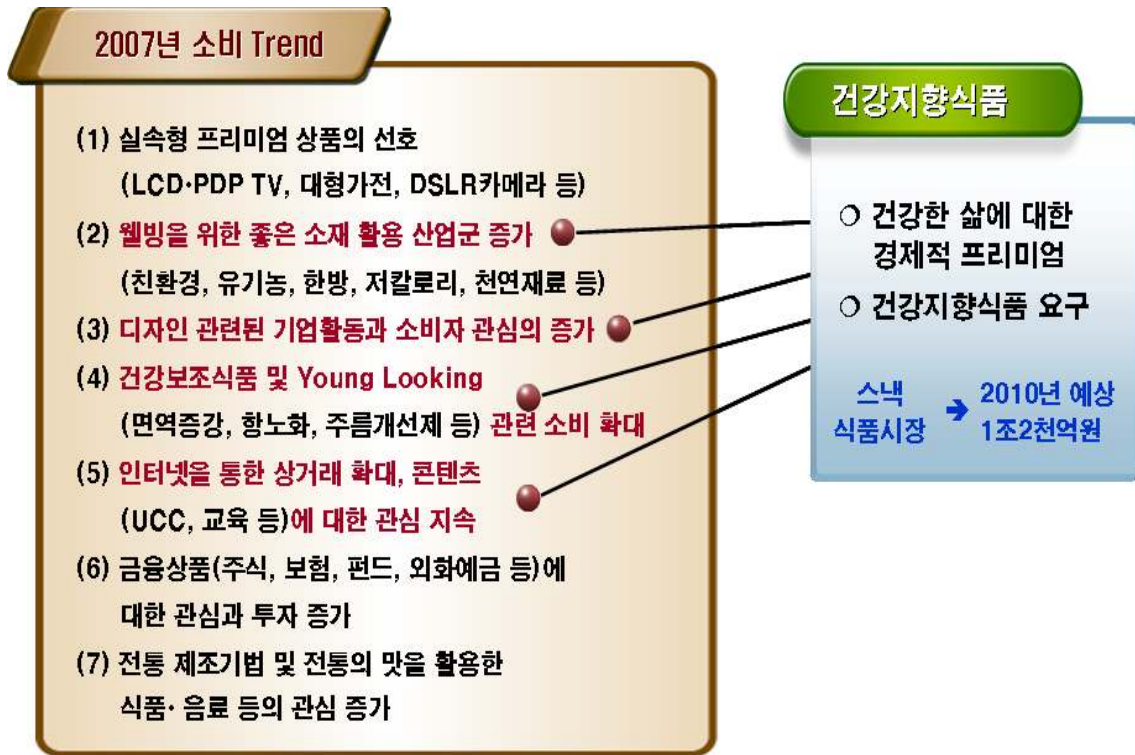 2007년 소비 Trend
(1) 실속형 프리미엄 상품의 선호
(LCD·PDP TV, 대형가전, DSLR카메라 등)
(2) 웰빙을 위한 좋은 소재 활용 산업군 증가
(친환경, 유기농, 한방, 저칼로리, 천연재료 등)
(3) 디자인 관련된 기업활동과 소비자 관심의 증가
(4) 건강보조식품 및 Young Looking
(면역증강, 항노화, 주름개선제 등) 관련 소비 확대
(5) 인터넷을 통한 상거래 확대, 콘텐츠
(UCC, 교육 등)에 대한 관심 지속
(6) 금융상품(주식, 보험, 펀드, 외화예금 등)에
대한 관심과 투자 증가
(7) 전통 제조기법 및 전통의 맛을 활용한
식품· 음료 등의 관심 증가
건강지향식품
❍ 건강한 삶에 대한
경제적 프리미엄
❍ 건강지향식품 요구
스낵
식품시장
➔
2010년 예상
1조2천억원